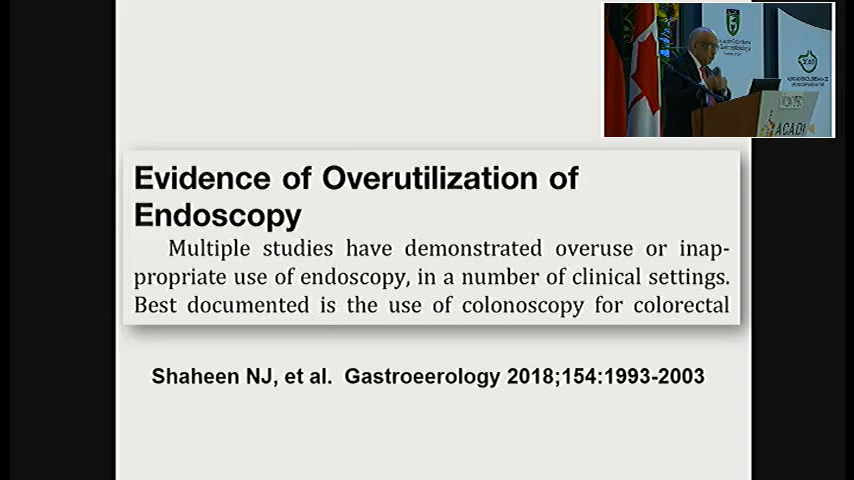 Evidence of Overutilization of
Endoscopy
Multiple studies have demonstrated overuse or inap-
propriate use of endoscopy, in a number of clinical settings.
Best documented is the use of colonoscopy for colorectal
Shaheen NJ, et al. Gastroeerology 2018;154:1993-2003
ACADI